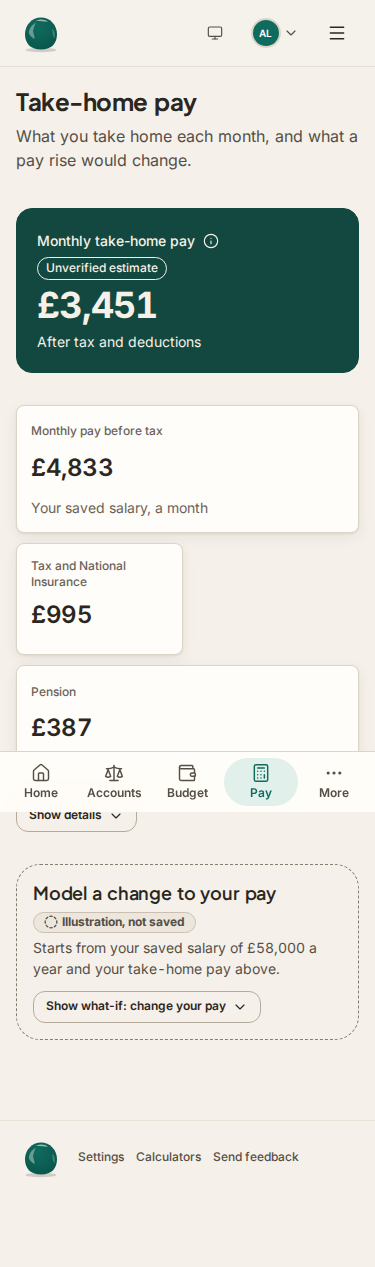 AL
Take-home pay
What you take home each month, and what a
pay rise would change.
Monthly take-home pay
Unverified estimate
£3,451
After tax and deductions
Monthly pay before tax
£4,833
Your saved salary, a month
Tax and National
Insurance
£995
Pension
£387
Home Accounts Budget Pay More
Show details
Model a change to your pay
Illustration, not saved
Starts from your saved salary of £58,000 a
year and your take-home pay above.
Show what-if: change your pay
Settings Calculators Send feedback